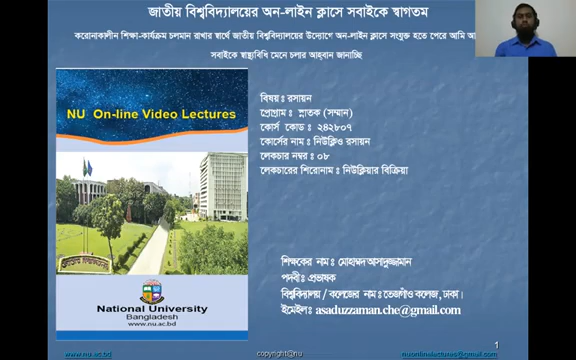 জাতীয় বিশ্ববিদ্যালয়ের অন-লাইন ক্লাসে সবাইকে স্বাগতম
করোনাকালীন শিক্ষা-কার্যক্রম চলমান রাখার স্বার্থে জাতীয় বিশ্ববিদ্যালয়ের উদ্যোগে অন-লাইন ক্লাসে সংযুক্ত হতে পেরে আমি
সবাইকে স্বাস্থ্যবিধি মেনে চলার আহ্বান জানাচ্ছি
NU On-line Video Lectures
বিষয় : রসায়ন
প্রোগ্রাম : স্নাতক (সম্মান)
কোর্স কোড : ২৪২৮০৭
কোর্সের নাম : নিউক্লিও রসায়ন
লেকচার নম্বর : ০৮
লেকচারের শিরোনাম : নিউক্লিয়ার বিক্রিয়া
শিক্ষকের নাম : মোহাম্মদ আসাদুজ্জামান
পদবী : প্রভাষক
বিশ্ববিদ্যালয় / কলেজের নাম : তেজগাঁও কলেজ, ঢাকা।
ইমেইল: asaduzzaman.che@gmail.com
National University
Bangladesh
www.nu.ac.bd
1
www.nu.ac.bd
copyright@nu
nuonlinelectures@gmail.com